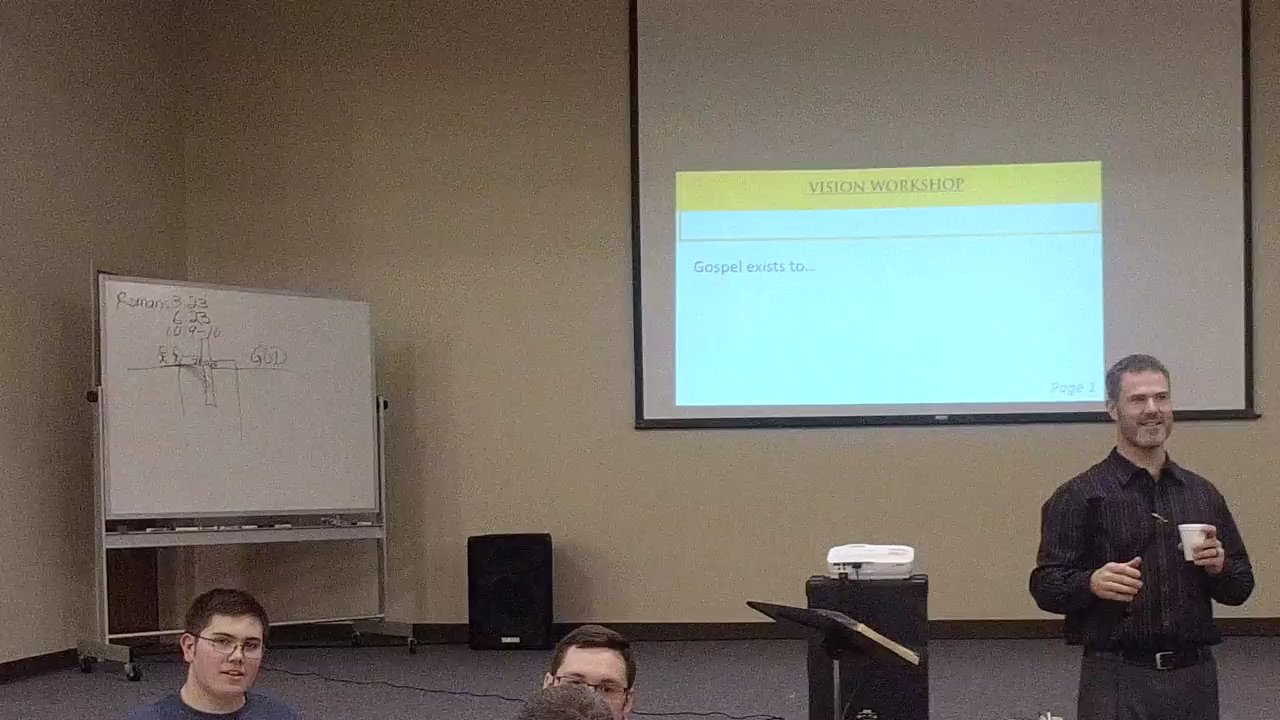 Romans 3 23
6 23
10 9-10
GOD
VISION WORKSHOP
Gospel exists to...
Page 1